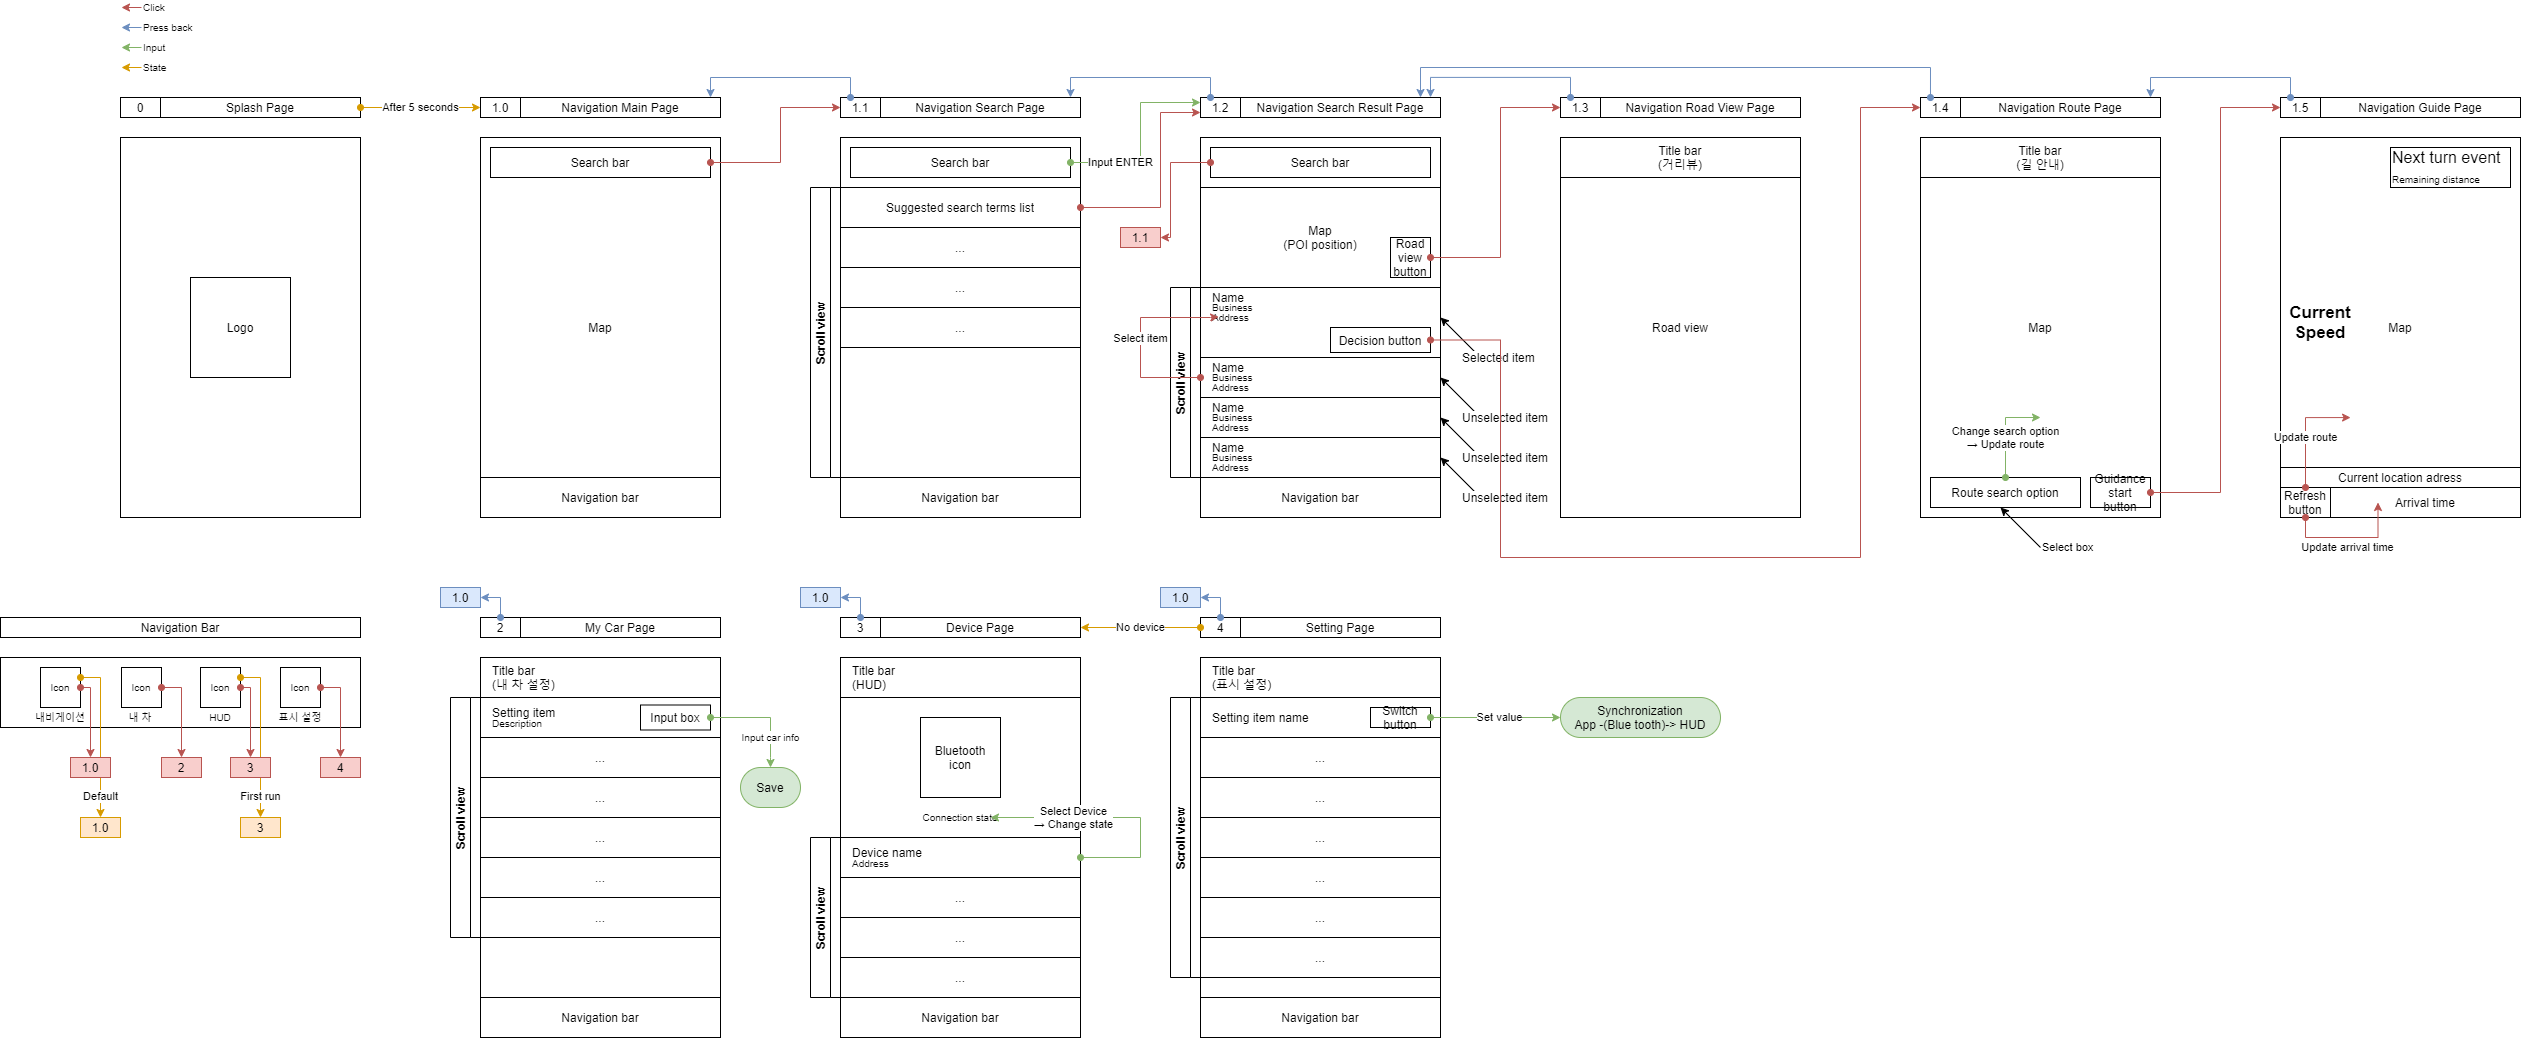 Click
Press back
Input
State
0
Splash Page
After 5 seconds
1.0
Navigation Main Page
1.1
Navigation Search Page
1.2
Navigation Search Result Page
1.3
Navigation Road View Page
1.4
Navigation Route Page
1.5
Navigation Guide Page
Logo
Search bar
Map
Navigation bar
Search bar
Input ENTER
Suggested search terms list
...
...
...
Scroll view
Navigation bar
Search bar
1.1
Map
(POI position)
Road
view
button
Name
Business
Address
Select item
Decision button
Selected item
Scroll view
Name
Business
Address
Unselected item
Name
Business
Address
Unselected item
Name
Business
Address
Unselected item
Navigation bar
Title bar
(거리뷰)
Road view
Title bar
(길 안내)
Map
Change search option
→ Update route
Route search option
Guidance
start
button
Select box
Next turn event
Remaining distance
Current
Speed
Map
Update route
Current location adress
Refresh
button
Arrival time
Update arrival time
Navigation Bar
Icon
Icon
Icon
Icon
내비게이션
내 차
HUD
표시 설정
1.0
2
3
4
Default
First run
1.0
3
1.0
2
My Car Page
Title bar
(내 차 설정)
Setting item
Description
Input box
Input car info
Save
...
...
...
...
...
Scroll view
Navigation bar
1.0
3
Device Page
Title bar
(HUD)
Bluetooth
icon
Connection state
Select Device
→ Change state
Device name
Address
...
...
...
Scroll view
Navigation bar
No device
1.0
4
Setting Page
Title bar
(표시 설정)
Setting item name
Switch
button
Set value
Synchronization
App -(Blue tooth)-> HUD
...
...
...
...
...
...
Scroll view
Navigation bar